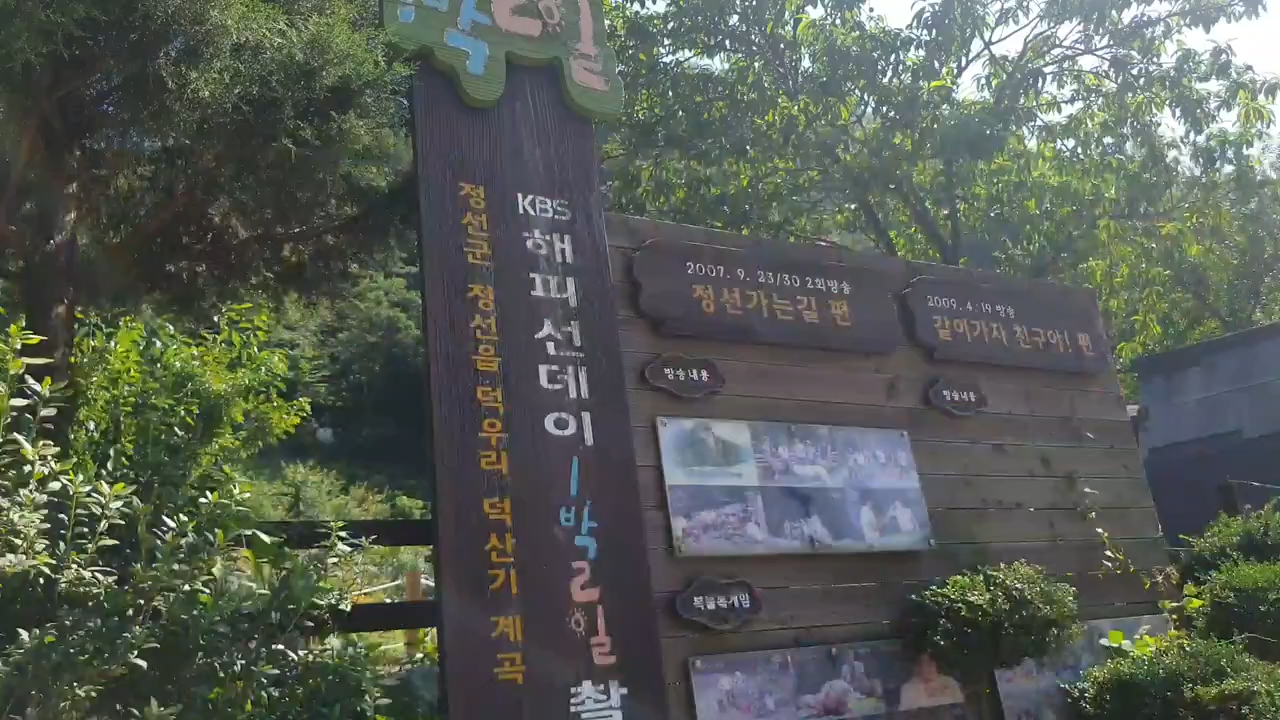 박2일
KBS 해피선데이 1박2일 촬
정선군 정선읍 덕우리 덕산기 계곡
2007. 9. 23/30 2회방송
정선가는길 편
방송내용
복불복게임
2009. 4. 19 방송
같이가자 친구야! 편
방송내용